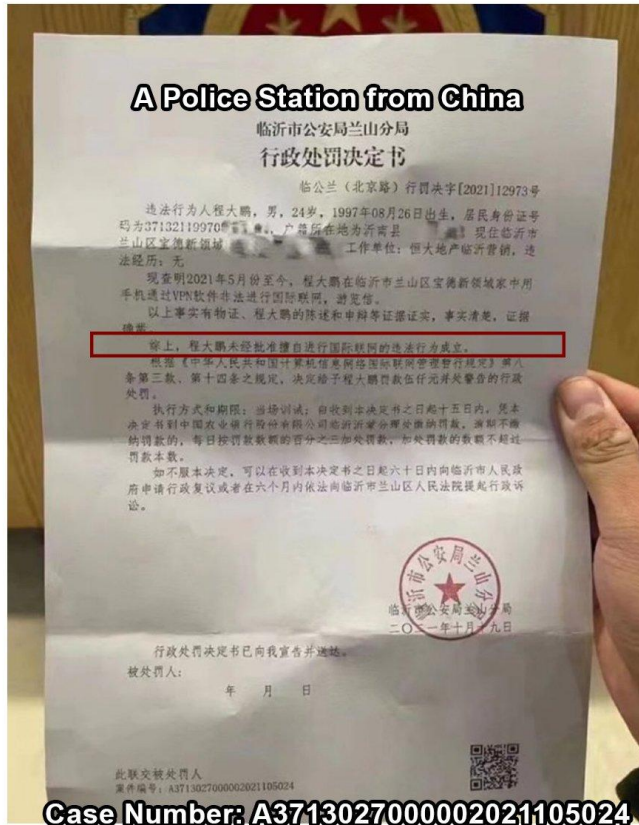 A Police Station from China
临沂市公安局兰山分局
行政处罚决定书
临公兰（北京路）行罚决字[2021]12973号
违法行为人程大鹏，男，24岁，1997年08月26日出生，居民身份证号
码为37132119970 户籍所在地为沂南县 现住临沂市
兰山区宝德新领域 工作单位：恒大地产临沂营销，违
法经历：无
现查明2021年5月份至今，程大鹏在临沂市兰山区宝德新领域家中用
手机通过VPN软件非法进行国际联网，游览信。
以上事实有物证、程大鹏的陈述和申辩等证据证实，事实清楚，证据
确凿。
综上，程大鹏未经批准擅自进行国际联网的违法行为成立。
根据《中华人民共和国计算机信息网络国际联网管理暂行规定》第八
条第三款、第十四条之规定，决定给予程大鹏罚款伍仟元并处警告的行政
处罚。
执行方式和期限：当场训诫；自收到本决定书之日起十五日内，凭本
决定书到中国农业银行股份有限公司临沂沂蒙分理处缴纳罚款，逾期不缴
纳罚款的，每日按罚款数额的百分之三加处罚款，加处罚款的数额不超过
罚款本数。
如不服本决定，可以在收到本决定书之日起六十日内向临沂市人民政
府申请行政复议或者在六个月内依法向临沂市兰山区人民法院提起行政诉
讼。
临沂市公安局兰山分局
临沂市公安局兰山分局
二〇二一年十月十九日
行政处罚决定书已向我宣告并送达。
被处罚人：
年 月 日
此联交被处罚人
案件编号：A3713027000002021105024
Case Number: A3713027000002021105024